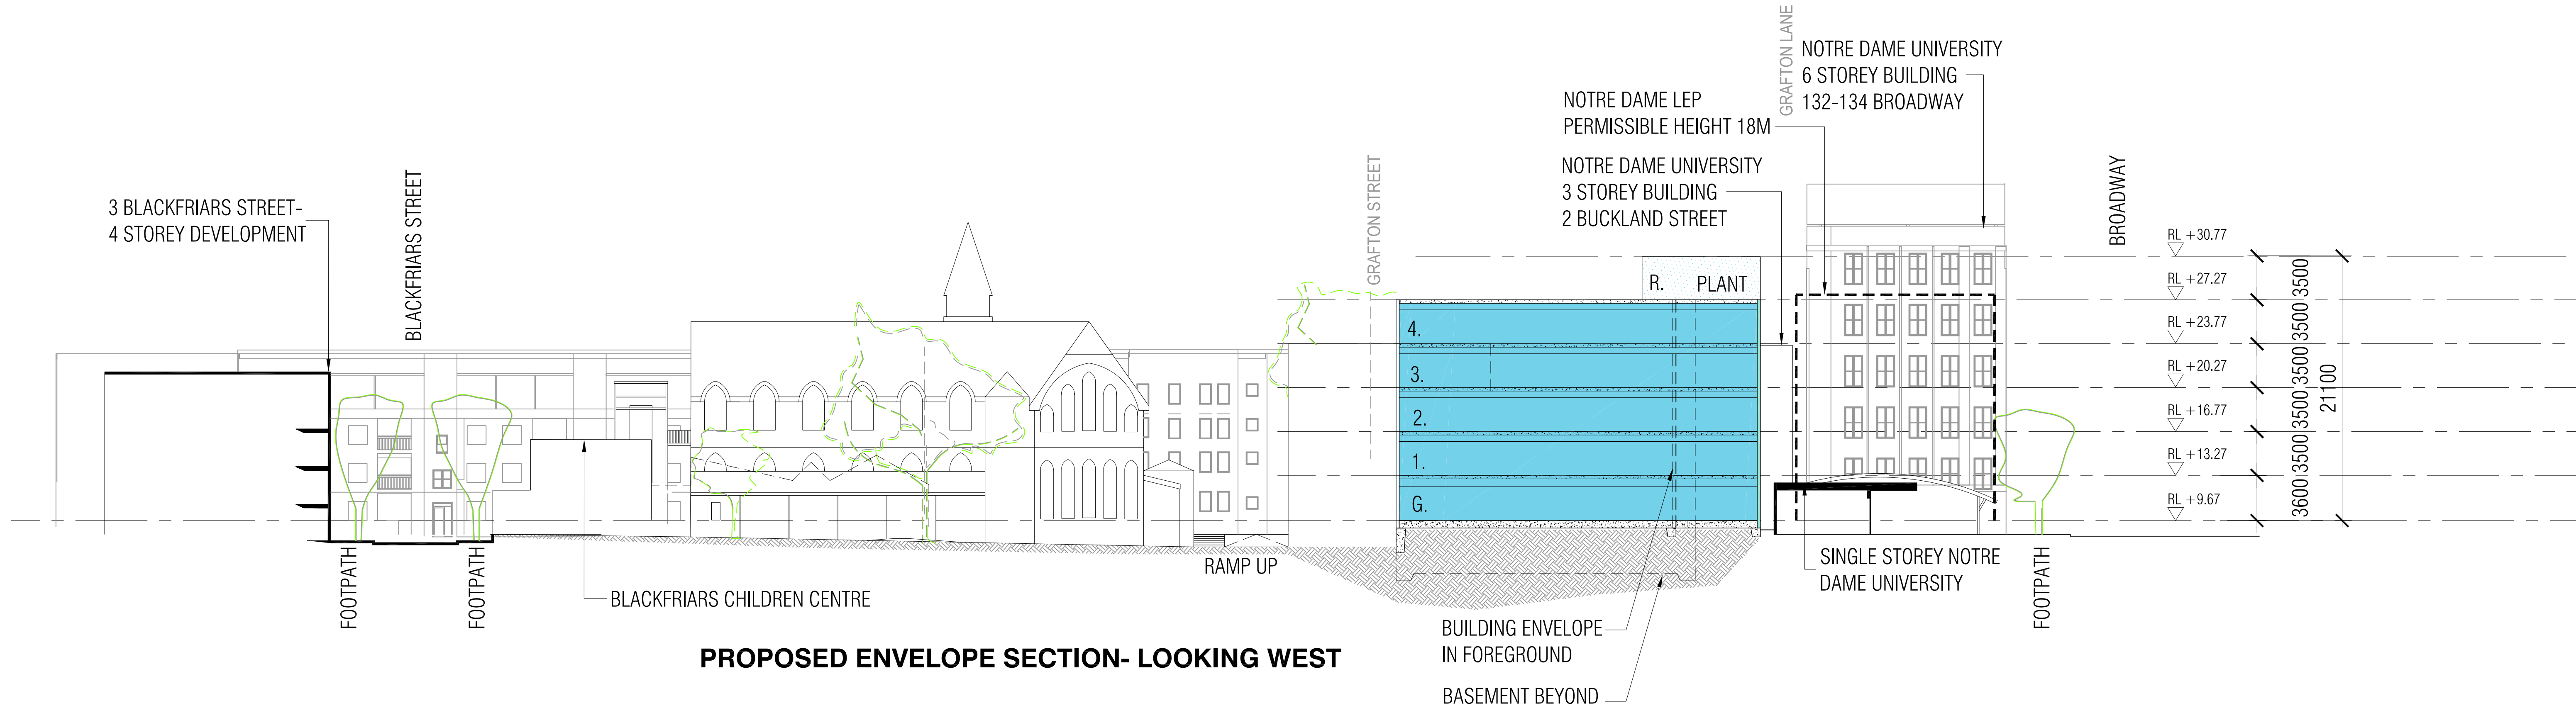 GRAFTON LANE
NOTRE DAME UNIVERSITY
6 STOREY BUILDING
132-134 BROADWAY
NOTRE DAME LEP
PERMISSIBLE HEIGHT 18M
NOTRE DAME UNIVERSITY
3 STOREY BUILDING
2 BUCKLAND STREET
GRAFTON STREET
BROADWAY
3 BLACKFRIARS STREET-
4 STOREY DEVELOPMENT
BLACKFRIARS STREET
R. PLANT
4.
3.
2.
1.
G.
RL +30.77
RL +27.27
RL +23.77
RL +20.27
RL +16.77
RL +13.27
RL +9.67
3600 3500 3500 3500 3500 3500
21100
FOOTPATH
FOOTPATH
BLACKFRIARS CHILDREN CENTRE
RAMP UP
SINGLE STOREY NOTRE
DAME UNIVERSITY
FOOTPATH
BUILDING ENVELOPE
IN FOREGROUND
BASEMENT BEYOND
PROPOSED ENVELOPE SECTION- LOOKING WEST